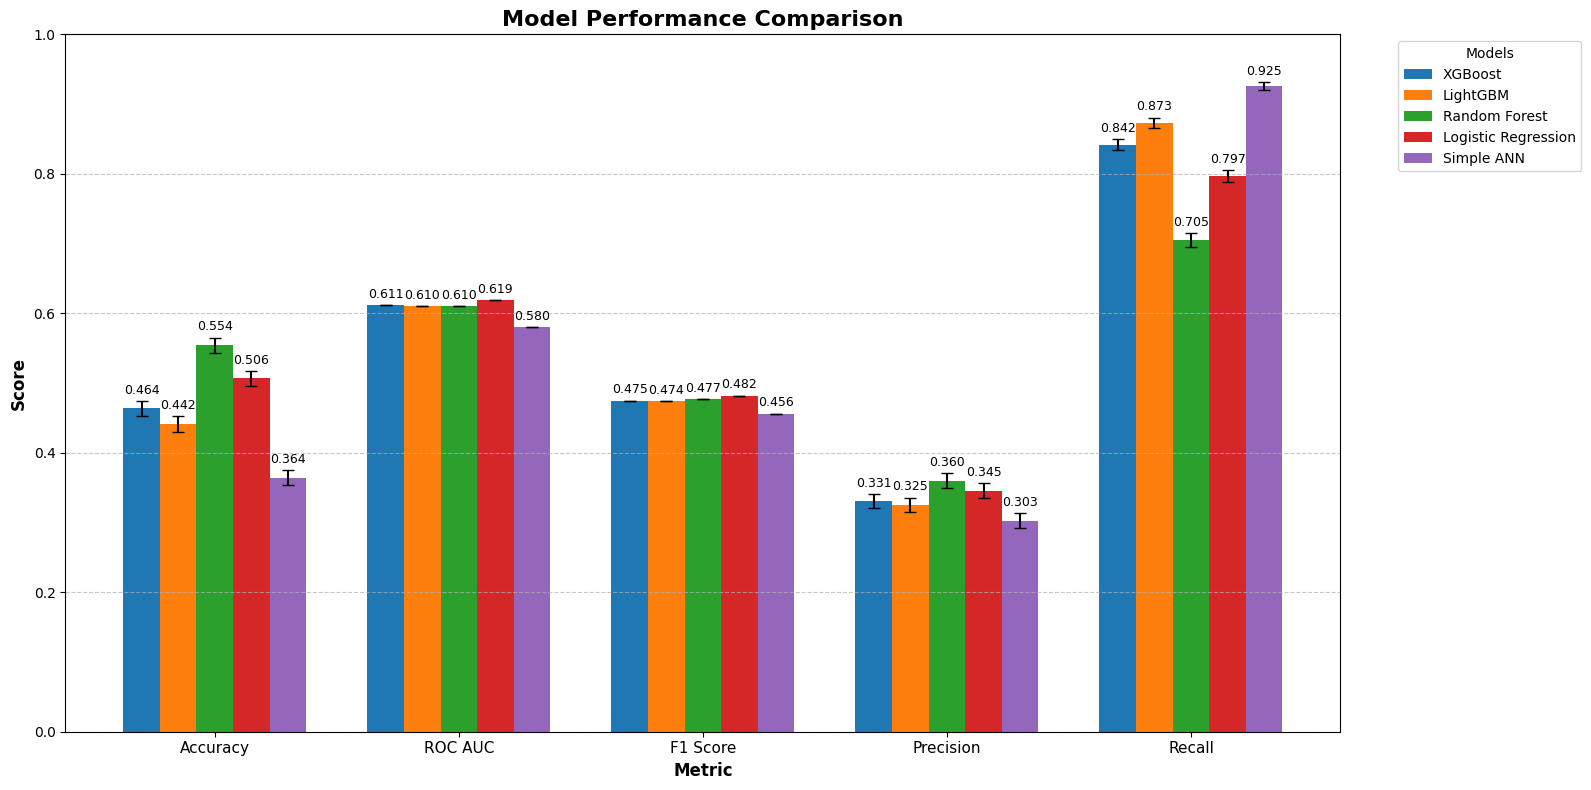 Model Performance Comparison
Score
1.0
0.8
0.6
0.4
0.2
0.0
0.464
0.442
0.554
0.506
0.364
0.611
0.610
0.610
0.619
0.580
0.475
0.474
0.477
0.482
0.456
0.331
0.325
0.360
0.345
0.303
0.842
0.873
0.705
0.797
0.925
Accuracy
ROC AUC
F1 Score
Precision
Recall
Metric
Models
XGBoost
LightGBM
Random Forest
Logistic Regression
Simple ANN